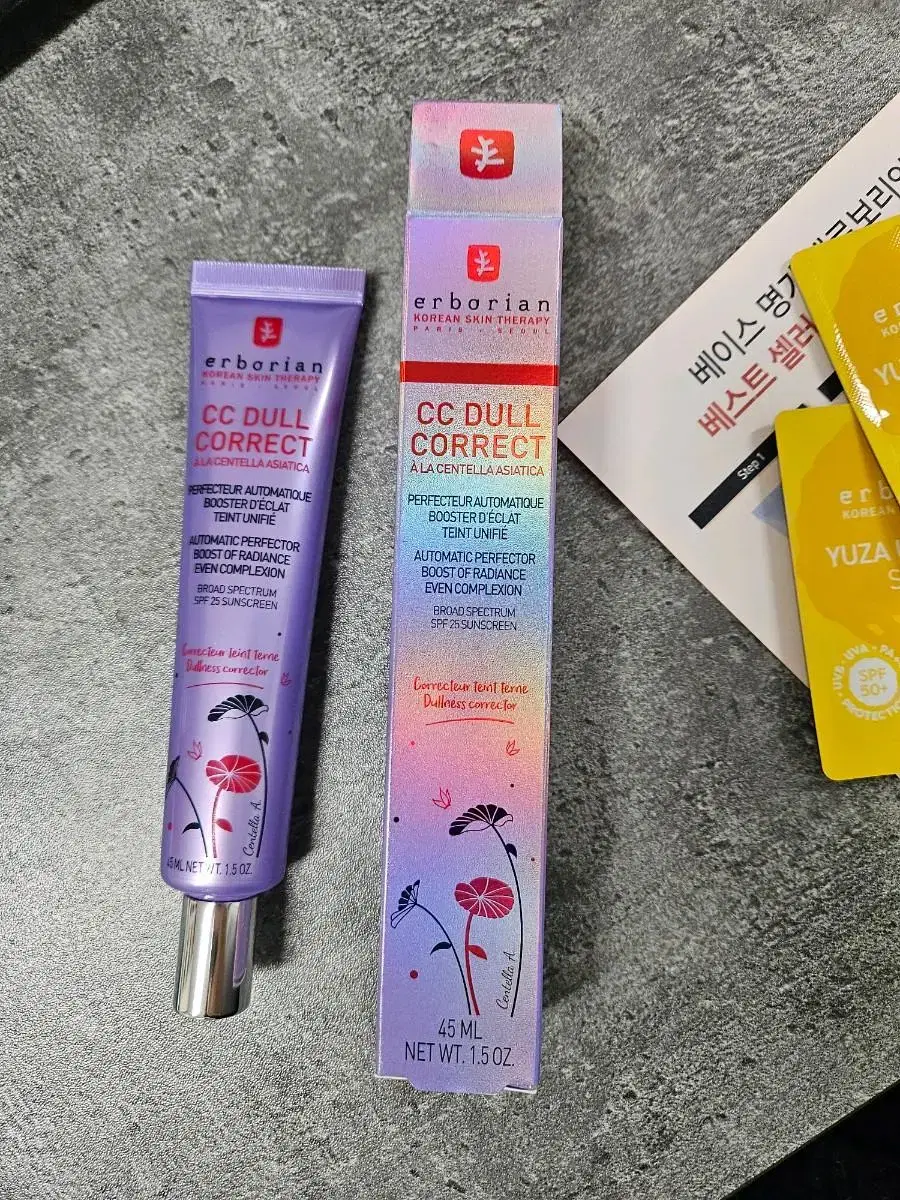 erborian
KOREAN SKIN THERAPY
PARIS - SEOUL
CC DULL
CORRECT
À LA CENTELLA ASIATICA
PERFECTEUR AUTOMATIQUE
BOOSTER D'ÉCLAT
TEINT UNIFIÉ
AUTOMATIC PERFECTOR
BOOST OF RADIANCE
EVEN COMPLEXION
BROAD SPECTRUM
SPF 25 SUNSCREEN
Correcteur teint terne
Dullness corrector
Centella A.
45 ML NET WT. 1.5 OZ.
erborian
KOREAN SKIN THERAPY
PARIS - SEOUL
CC DULL
CORRECT
À LA CENTELLA ASIATICA
PERFECTEUR AUTOMATIQUE
BOOSTER D'ÉCLAT
TEINT UNIFIÉ
AUTOMATIC PERFECTOR
BOOST OF RADIANCE
EVEN COMPLEXION
BROAD SPECTRUM
SPF 25 SUNSCREEN
Correcteur teint terne
Dullness corrector
Centella A.
45 ML
NET WT. 1.5 OZ.
베이스 명가
베스트 셀러
Step 1
KOREAN
YUZA
UVB · UVA · PA
SPF
50+